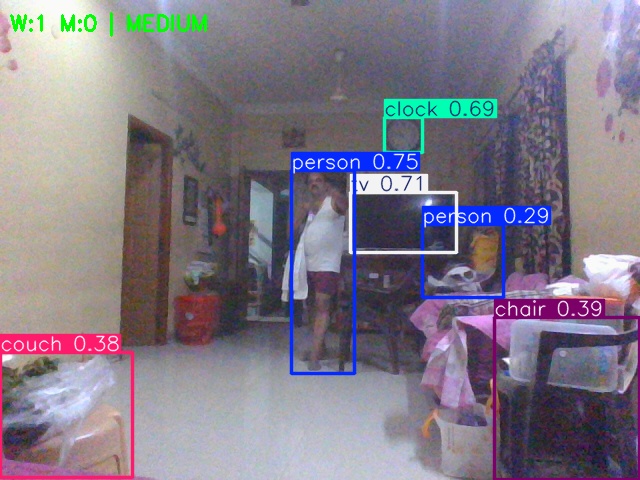 W:1 M:0 | MEDIUM
clock 0.69
person 0.75
tv 0.71
person 0.29
chair 0.39
couch 0.38